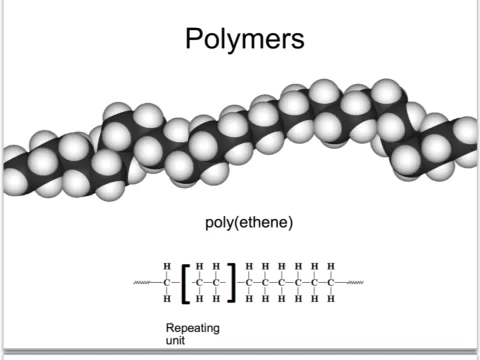 Polymers
poly(ethene)
H H H H H H H H H
C [ C C ] C C C C C C
H H H H H H H H H
Repeating
unit